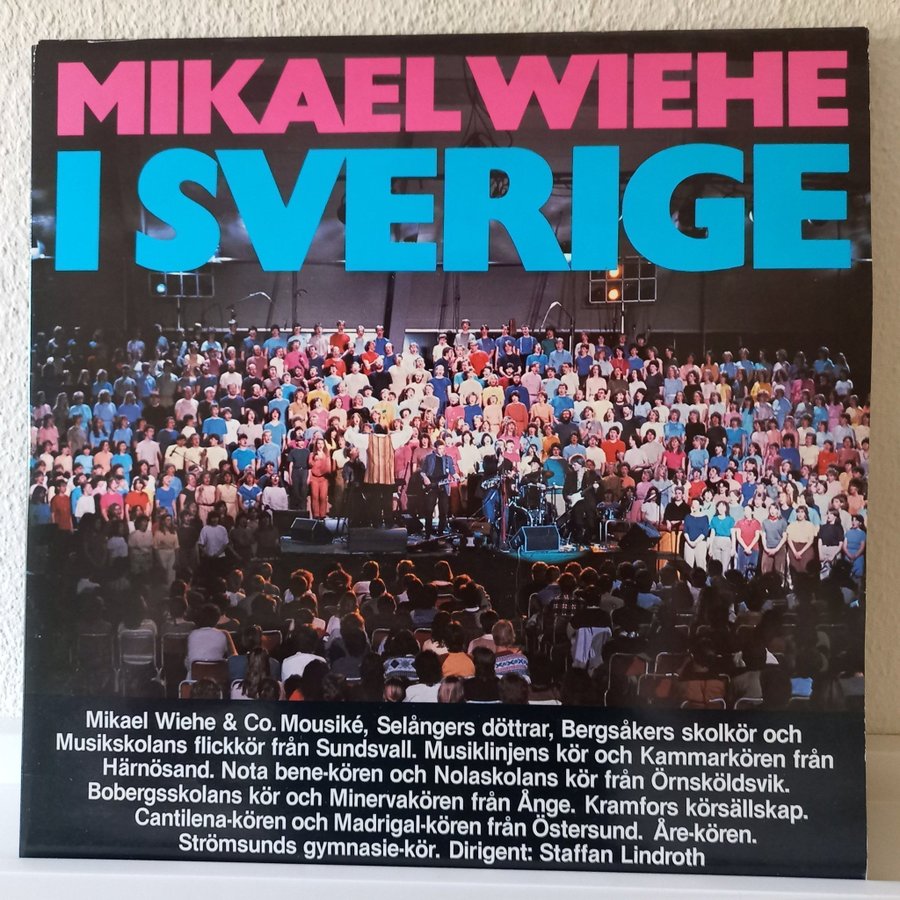 MIKAEL WIEHE
I SVERIGE
Mikael Wiehe & Co. Mousiké, Selångers döttrar, Bergsåkers skolkör och
Musikskolans flickkör från Sundsvall. Musiklinjens kör och Kammarkören från
Härnösand. Nota bene-kören och Nolaskolans kör från Örnsköldsvik.
Bobergsskolans kör och Minervakören från Ånge. Kramfors körsällskap.
Cantilena-kören och Madrigal-kören från Östersund. Åre-kören.
Strömsunds gymnasie-kör. Dirigent: Staffan Lindroth